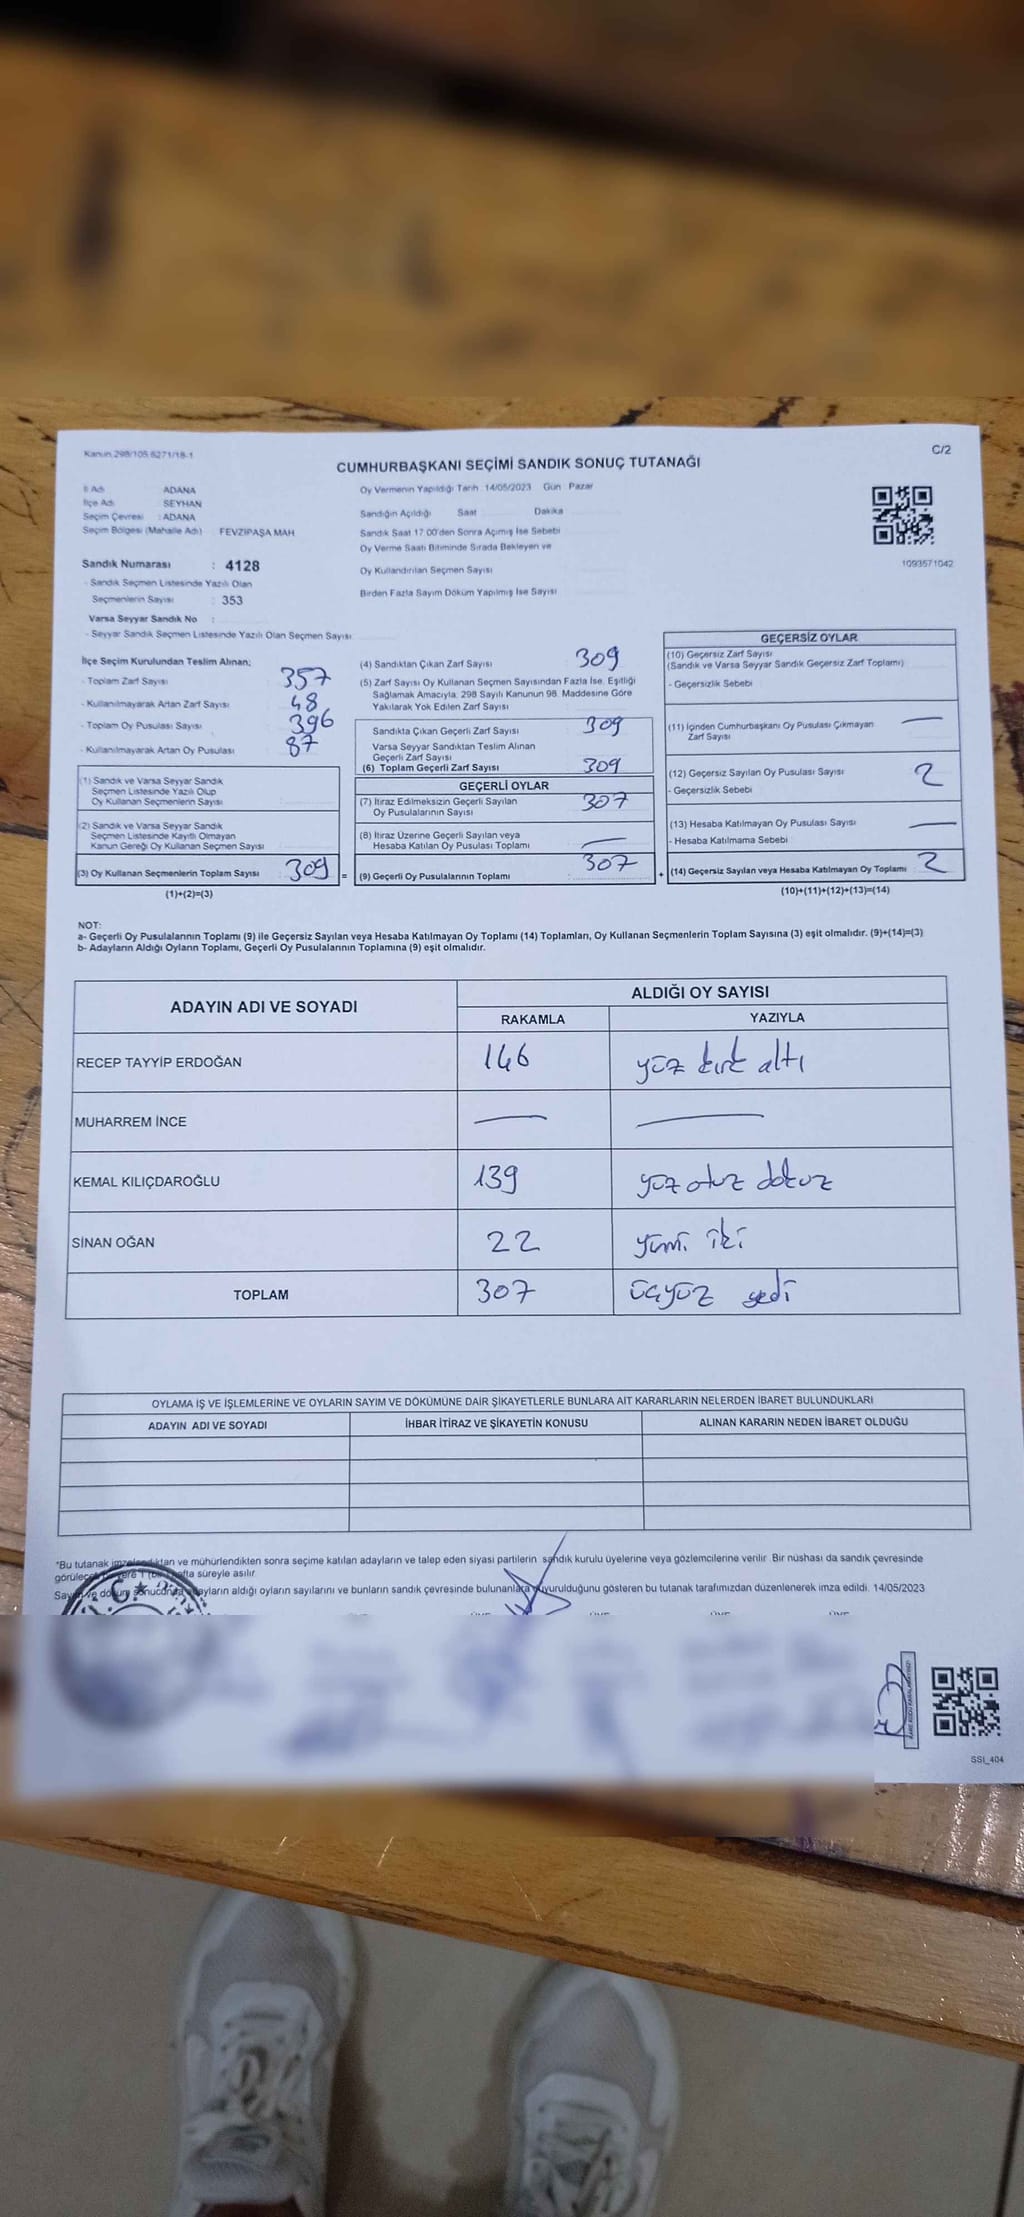 Kanun 298/105 6271/18-1
C/2
CUMHURBAŞKANI SEÇİMİ SANDIK SONUÇ TUTANAĞI
İl Adı : ADANA
İlçe Adı : SEYHAN
Seçim Çevresi : ADANA
Seçim Bölgesi (Mahalle Adı) : FEVZİPAŞA MAH
Sandık Numarası : 4128
- Sandık Seçmen Listesinde Yazılı Olan
Seçmenlerin Sayısı : 353
Varsa Seyyar Sandık No :
- Seyyar Sandık Seçmen Listesinde Yazılı Olan Seçmen Sayısı
Oy Vermenin Yapıldığı Tarih 14/05/2023 Gün Pazar
Sandığın Açıldığı Saat Dakika
Sandık Saat 17:00'den Sonra Açımış İse Sebebi
Oy Verme Saati Bitiminde Sırada Bekleyen ve
Oy Kullandırılan Seçmen Sayısı
Birden Fazla Sayım Döküm Yapılmış İse Sayısı
1093571042
İlçe Seçim Kurulundan Teslim Alınan;
- Toplam Zarf Sayısı 357
- Kullanılmayarak Artan Zarf Sayısı 48
- Toplam Oy Pusulası Sayısı 396
- Kullanılmayarak Artan Oy Pusulası 87
(1) Sandık ve Varsa Seyyar Sandık
Seçmen Listesinde Yazılı Olup
Oy Kullanan Seçmenlerin Sayısı
(2) Sandık ve Varsa Seyyar Sandık
Seçmen Listesinde Kayıtlı Olmayan
Kanun Gereği Oy Kullanan Seçmen Sayısı
(3) Oy Kullanan Seçmenlerin Toplam Sayısı 309 =
(1)+(2)=(3)
(4) Sandıktan Çıkan Zarf Sayısı 309
(5) Zarf Sayısı Oy Kullanan Seçmen Sayısından Fazla İse, Eşitliği
Sağlamak Amacıyla, 298 Sayılı Kanunun 98. Maddesine Göre
Yakılarak Yok Edilen Zarf Sayısı
Sandıkta Çıkan Geçerli Zarf Sayısı 309
Varsa Seyyar Sandıktan Teslim Alınan
Geçerli Zarf Sayısı
(6) Toplam Geçerli Zarf Sayısı 309
GEÇERLİ OYLAR
(7) İtiraz Edilmeksizin Geçerli Sayılan 307
Oy Pusulalarının Sayısı
(8) İtiraz Üzerine Geçerli Sayılan veya —
Hesaba Katılan Oy Pusulası Toplamı
(9) Geçerli Oy Pusulalarının Toplamı 307 +
GEÇERSİZ OYLAR
(10) Geçersiz Zarf Sayısı
(Sandık ve Varsa Seyyar Sandık Geçersiz Zarf Toplamı)
- Geçersizlik Sebebi
(11) İçinden Cumhurbaşkanı Oy Pusulası Çıkmayan —
Zarf Sayısı
(12) Geçersiz Sayılan Oy Pusulası Sayısı 2
- Geçersizlik Sebebi
(13) Hesaba Katılmayan Oy Pusulası Sayısı —
- Hesaba Katılmama Sebebi
(14) Geçersiz Sayılan veya Hesaba Katılmayan Oy Toplamı 2
(10)+(11)+(12)+(13)=(14)
NOT:
a- Geçerli Oy Pusulalarının Toplamı (9) ile Geçersiz Sayılan veya Hesaba Katılmayan Oy Toplamı (14) Toplamları, Oy Kullanan Seçmenlerin Toplam Sayısına (3) eşit olmalıdır. (9)+(14)=(3)
b- Adayların Aldığı Oyların Toplamı, Geçerli Oy Pusulalarının Toplamına (9) eşit olmalıdır.
ADAYIN ADI VE SOYADI
ALDIĞI OY SAYISI
RAKAMLA YAZIYLA
RECEP TAYYİP ERDOĞAN 146 yüz kırk altı
MUHARREM İNCE — —
KEMAL KILIÇDAROĞLU 139 yüz otuz dokuz
SİNAN OĞAN 22 yirmi iki
TOPLAM 307 üçyüz yedi
OYLAMA İŞ VE İŞLEMLERİNE VE OYLARIN SAYIM VE DÖKÜMÜNE DAİR ŞİKAYETLERLE BUNLARA AİT KARARLARIN NELERDEN İBARET BULUNDUKLARI
ADAYIN ADI VE SOYADI İHBAR İTİRAZ VE ŞİKAYETİN KONUSU ALINAN KARARIN NEDEN İBARET OLDUĞU
*Bu tutanak imzalandıktan ve mühürlendikten sonra seçime katılan adayların ve talep eden siyasi partilerin sandık kurulu üyelerine veya gözlemcilerine verilir. Bir nüshası da sandık çevresinde
görülecek bir yere 1 (bir) hafta süreyle asılır.
Sayım ve döküm sonucunda adayların aldığı oyların sayılarını ve bunların sandık çevresinde bulunanlara duyurulduğunu gösteren bu tutanak tarafımızdan düzenlenerek imza edildi. 14/05/2023
SSI_404